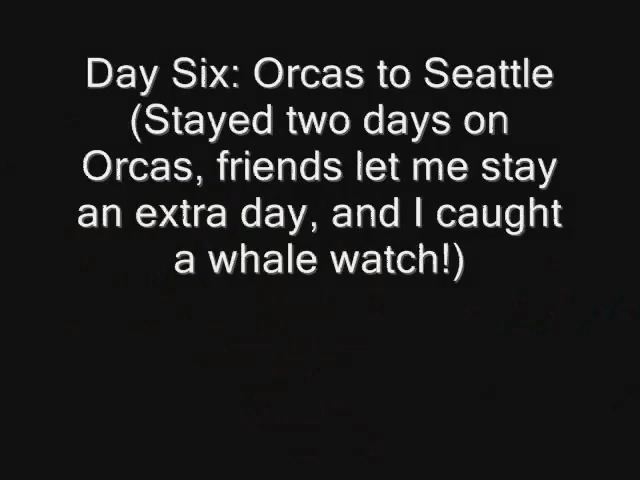 Day Six: Orcas to Seattle
(Stayed two days on
Orcas, friends let me stay
an extra day, and I caught
a whale watch!)